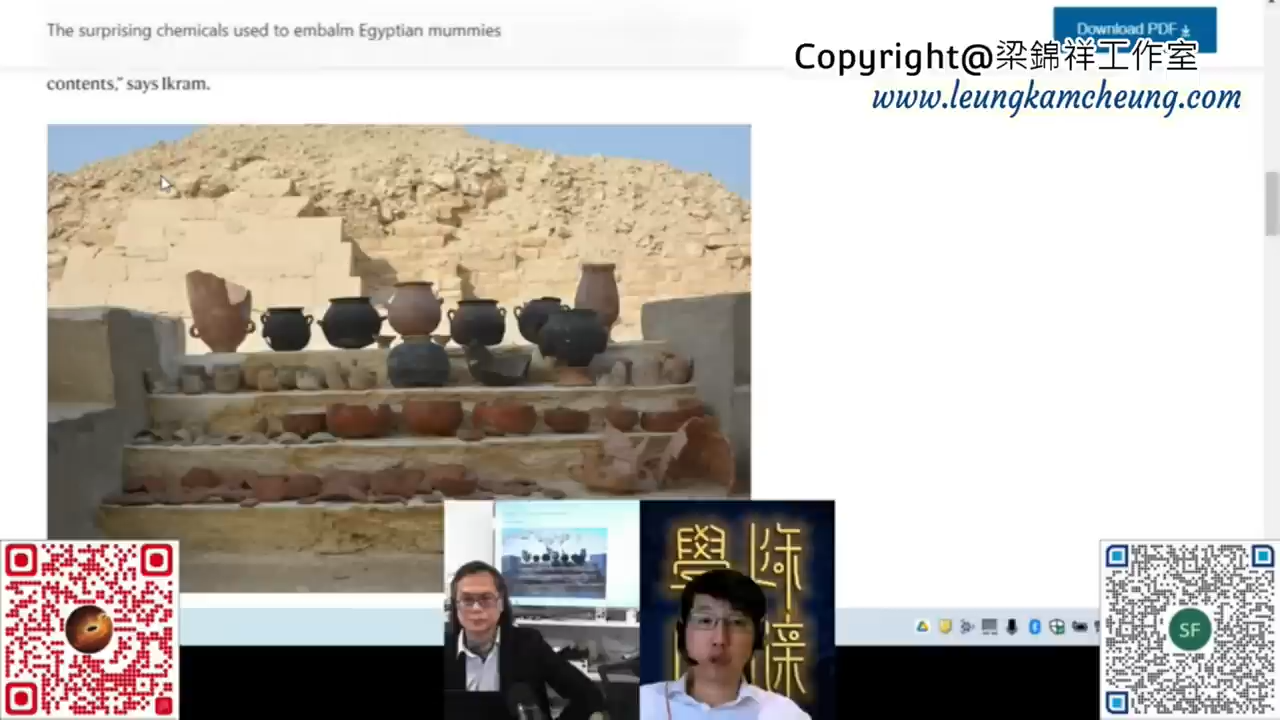 The surprising chemicals used to embalm Egyptian mummies
Download PDF
Copyright@梁錦祥工作室
www.leungkamcheung.com
contents,” says Ikram.
學
SF